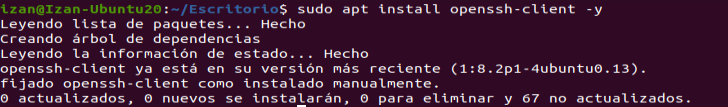 izan@Izan-Ubuntu20:~/Escritorio$ sudo apt install openssh-client -y
Leyendo lista de paquetes... Hecho
Creando árbol de dependencias
Leyendo la información de estado... Hecho
openssh-client ya está en su versión más reciente (1:8.2p1-4ubuntu0.13).
fijado openssh-client como instalado manualmente.
0 actualizados, 0 nuevos se instalarán, 0 para eliminar y 67 no actualizados.